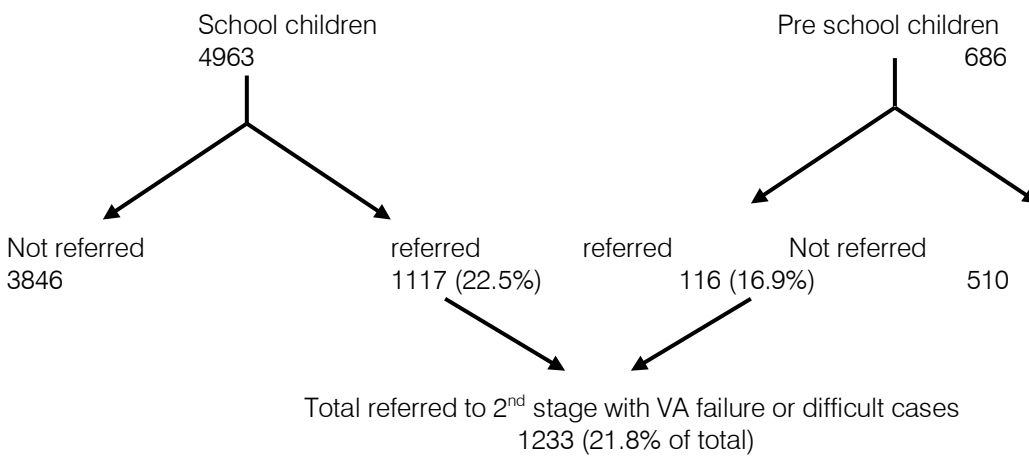 School children
4963
Pre school children
686
Not referred
3846
referred
1117 (22.5%)
referred
116 (16.9%)
Not referred
510
Total referred to 2nd stage with VA failure or difficult cases
1233 (21.8% of total)